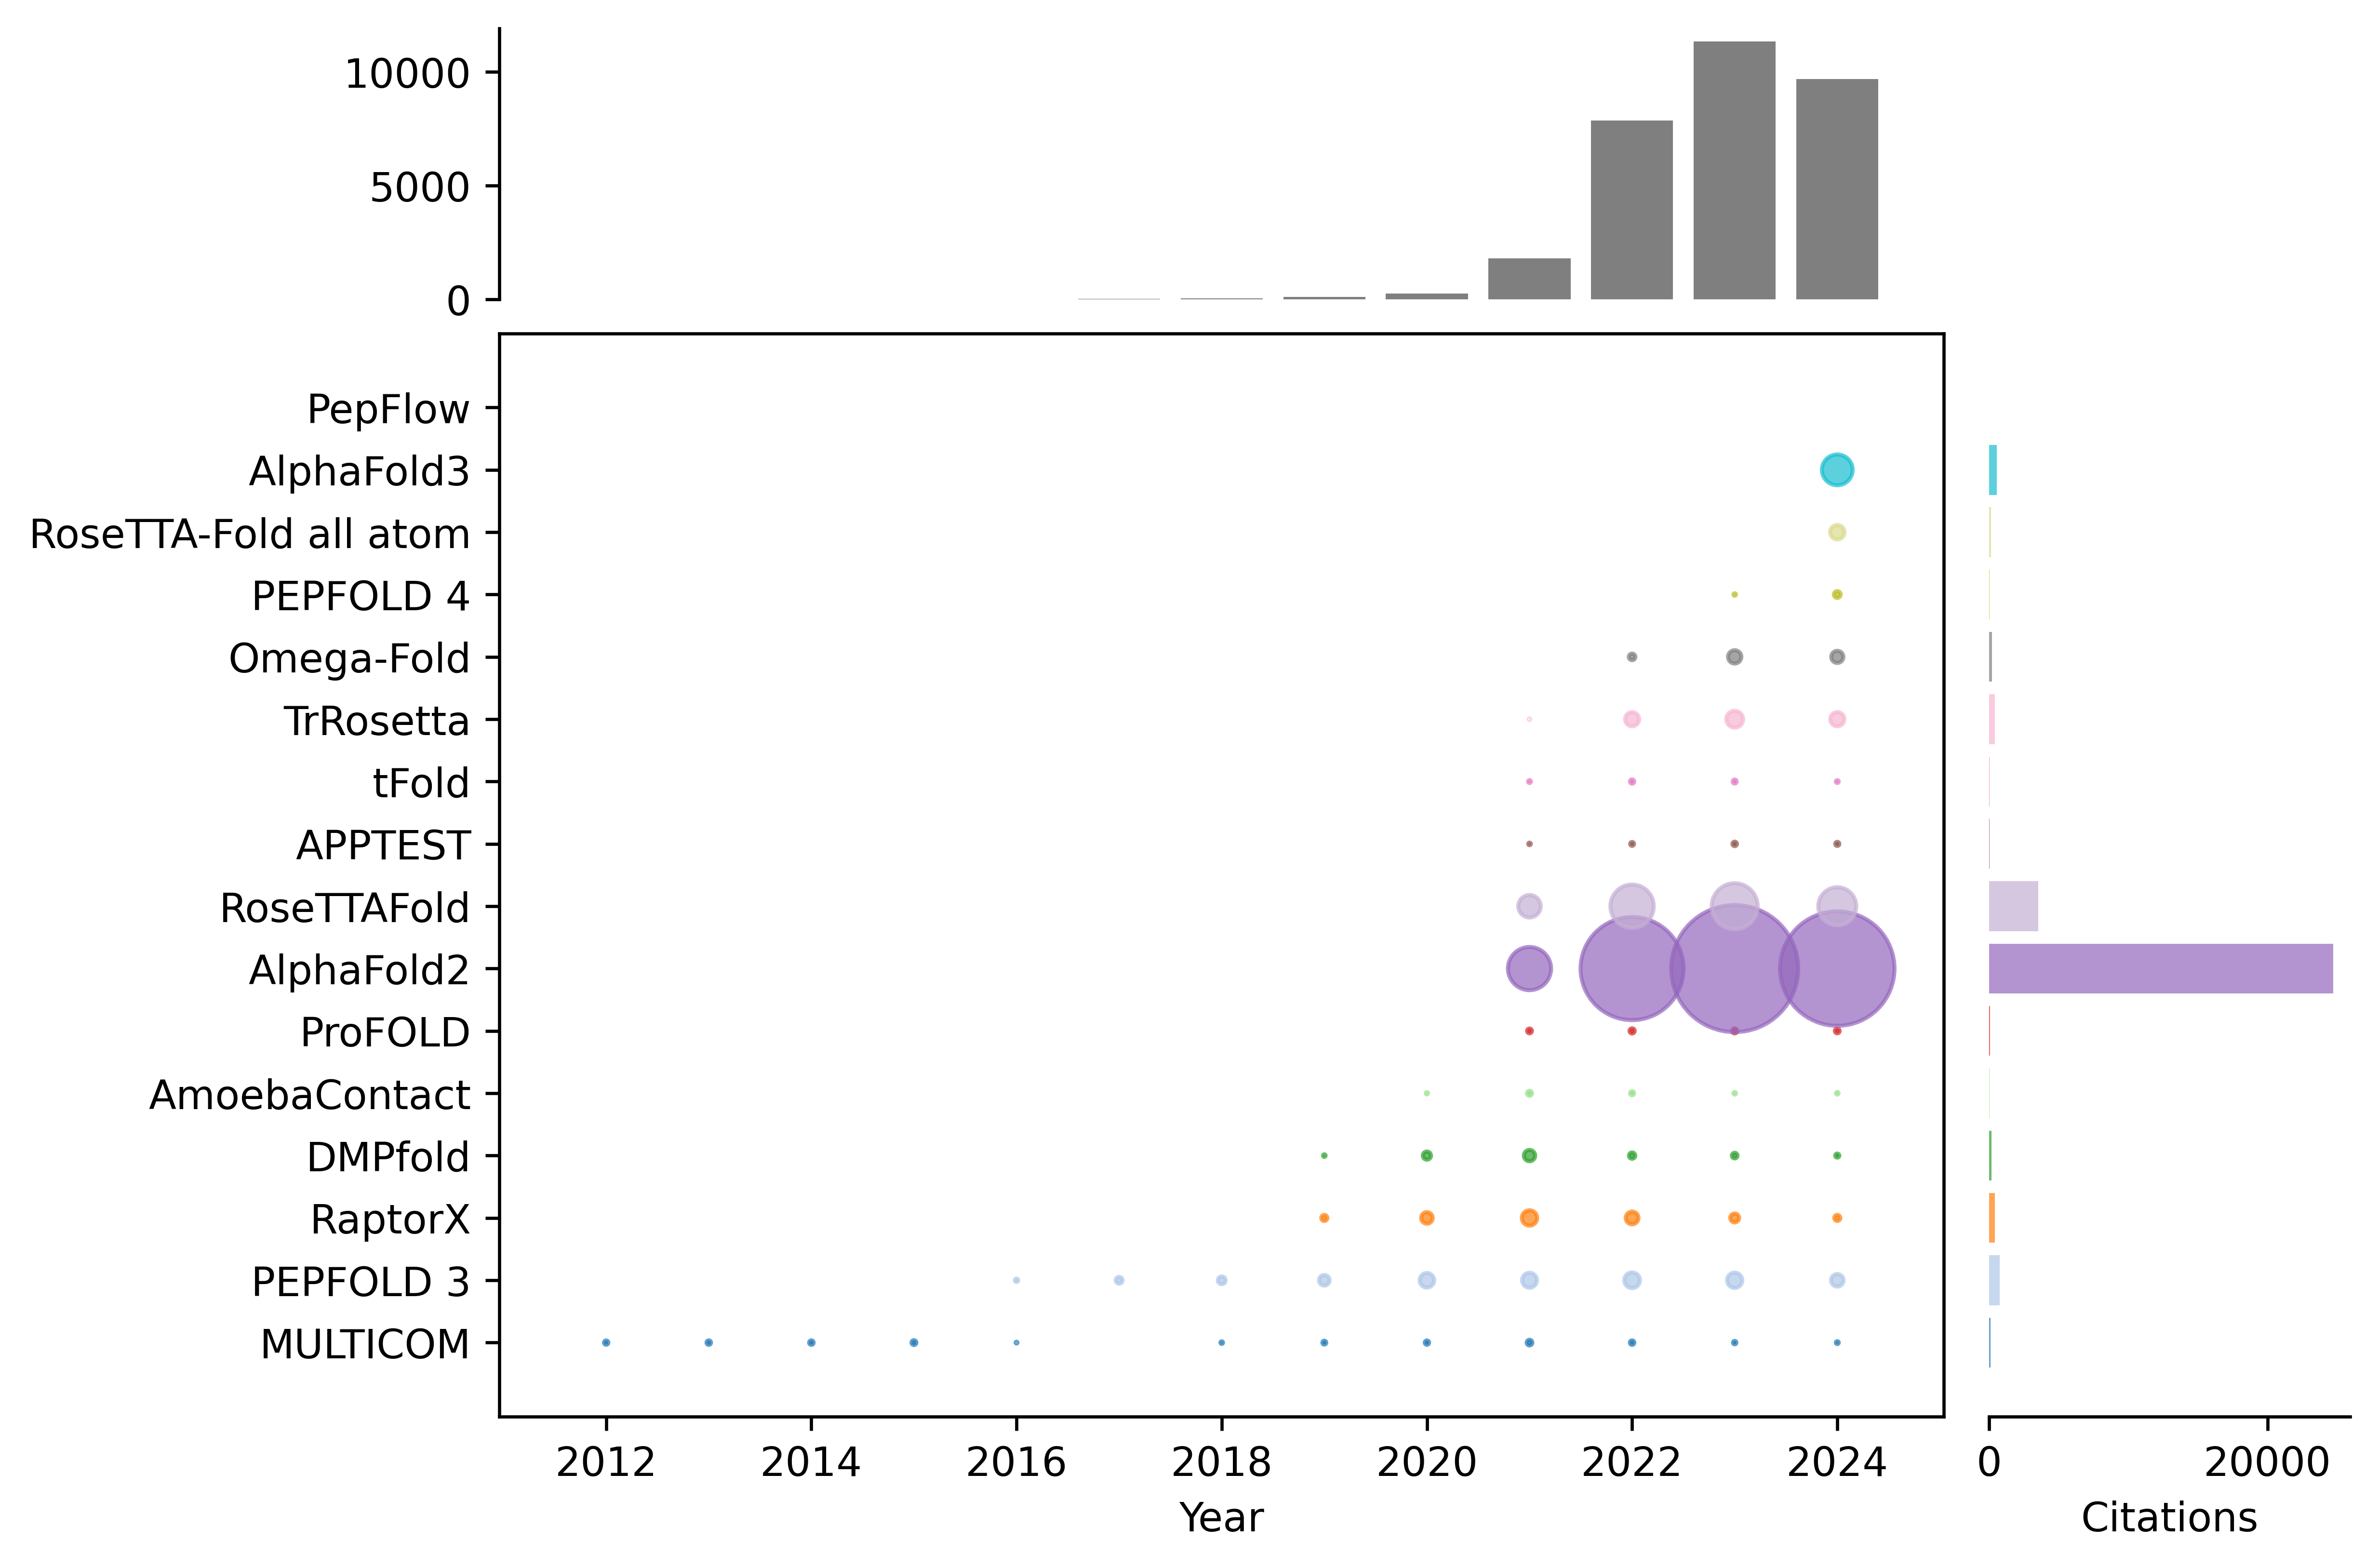 10000
5000
0
PepFlow
AlphaFold3
RoseTTA-Fold all atom
PEPFOLD 4
Omega-Fold
TrRosetta
tFold
APPTEST
RoseTTAFold
AlphaFold2
ProFOLD
AmoebaContact
DMPfold
RaptorX
PEPFOLD 3
MULTICOM
2012 2014 2016 2018 2020 2022 2024 0 20000
Year Citations